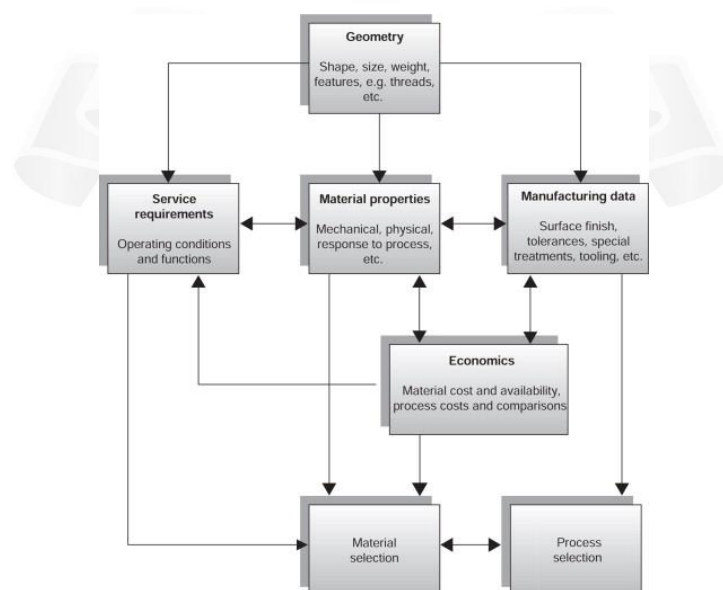 Geometry
Shape, size, weight,
features, e.g. threads,
etc.
Service
requirements
Operating conditions
and functions
Material properties
Mechanical, physical,
response to process,
etc.
Manufacturing data
Surface finish,
tolerances, special
treatments, tooling, etc.
Economics
Material cost and availability,
process costs and comparisons
Material
selection
Process
selection